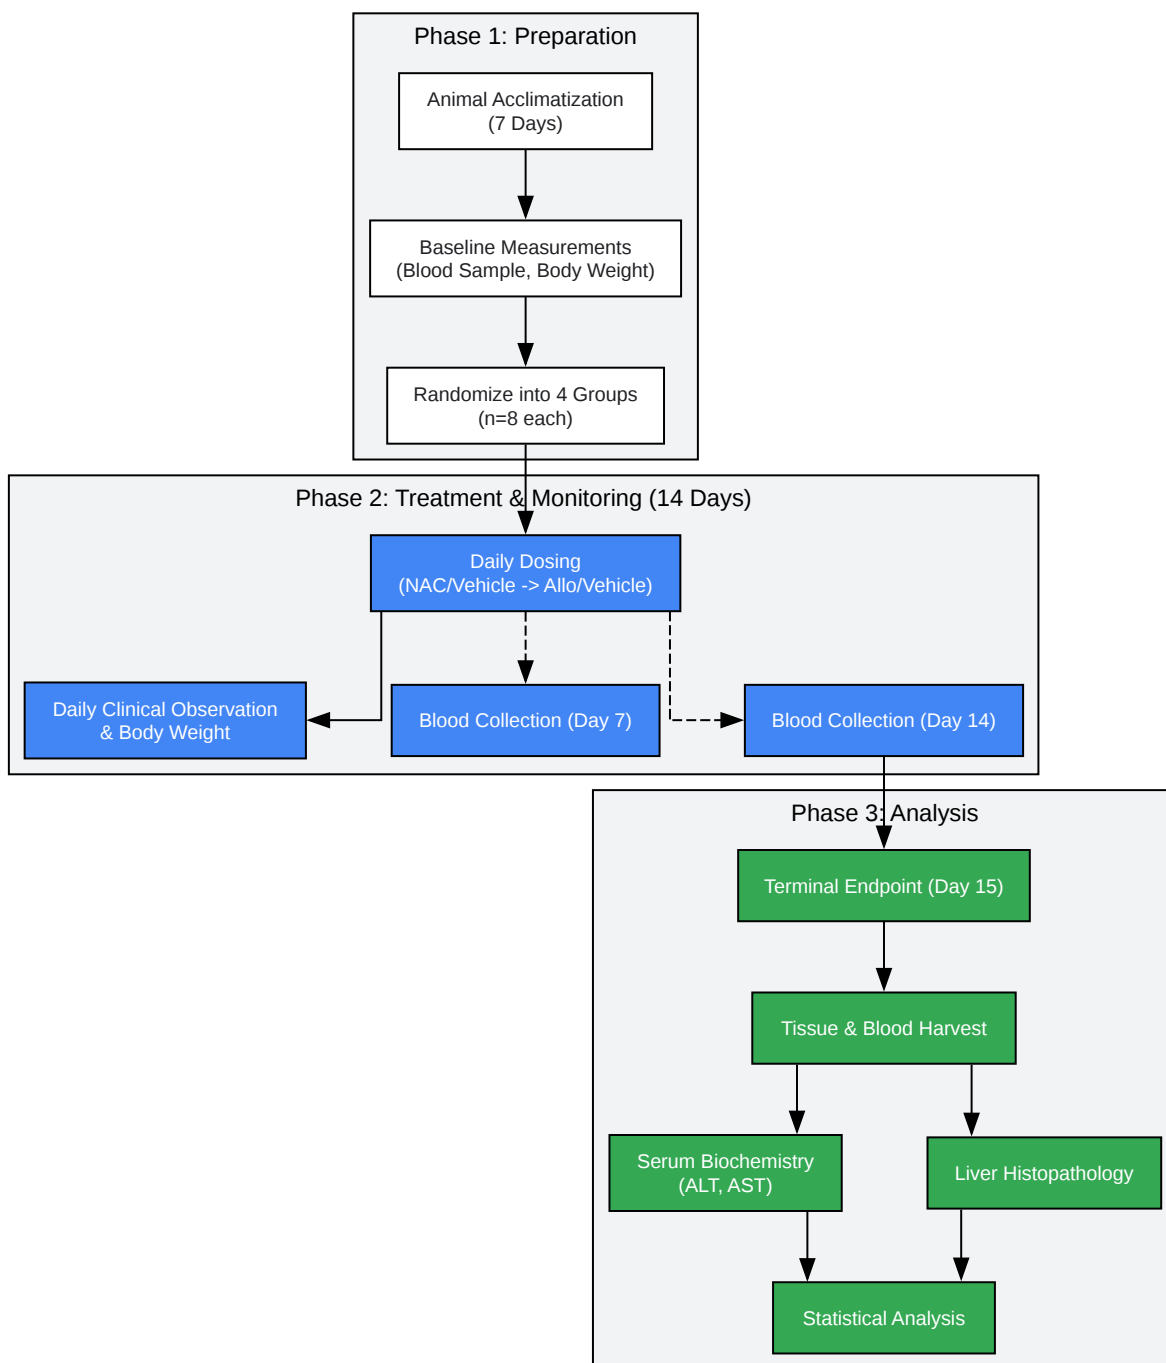 Phase 1: Preparation
Animal Acclimatization
(7 Days)
Baseline Measurements
(Blood Sample, Body Weight)
Randomize into 4 Groups
(n=8 each)
Phase 2: Treatment & Monitoring (14 Days)
Daily Dosing
(NAC/Vehicle -> Allo/Vehicle)
Daily Clinical Observation
& Body Weight
Blood Collection (Day 7)
Blood Collection (Day 14)
Phase 3: Analysis
Terminal Endpoint (Day 15)
Tissue & Blood Harvest
Serum Biochemistry
(ALT, AST)
Liver Histopathology
Statistical Analysis